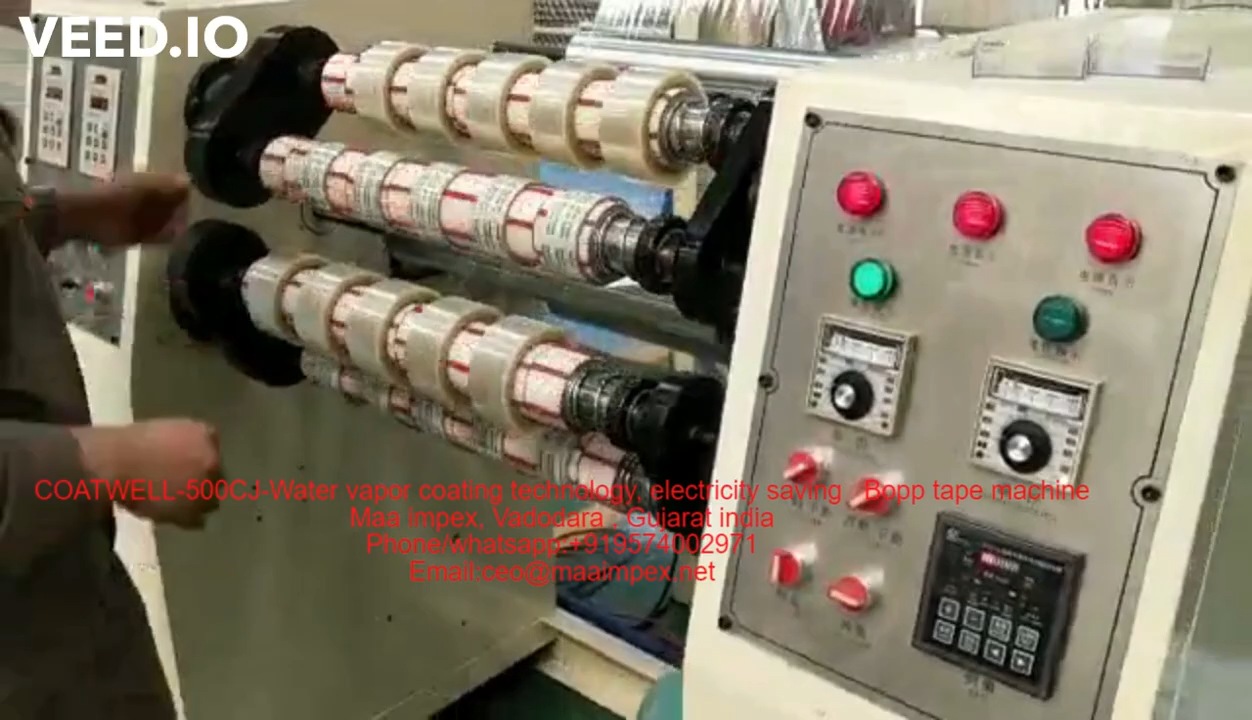 VEED.IO
COATWELL-500CJ-Water vapor coating technology, electricity saving , Bopp tape machine
Maa Impex, Vadodara , Gujarat india
Phone/whatsapp:+919574002971
Email:ceo@maaimpex.net